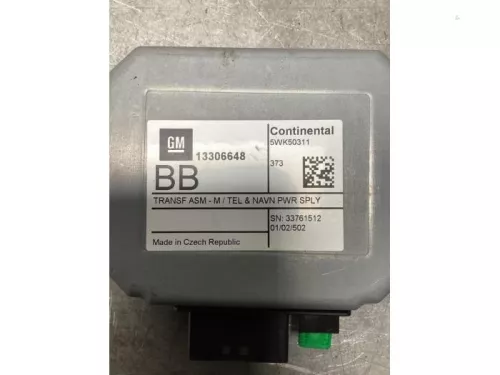 GM
13306648
BB
Continental
5WK50311
373
TRANSF ASM - M / TEL & NAVN PWR SPLY
SN: 33761512
01/02/502
Made in Czech Republic